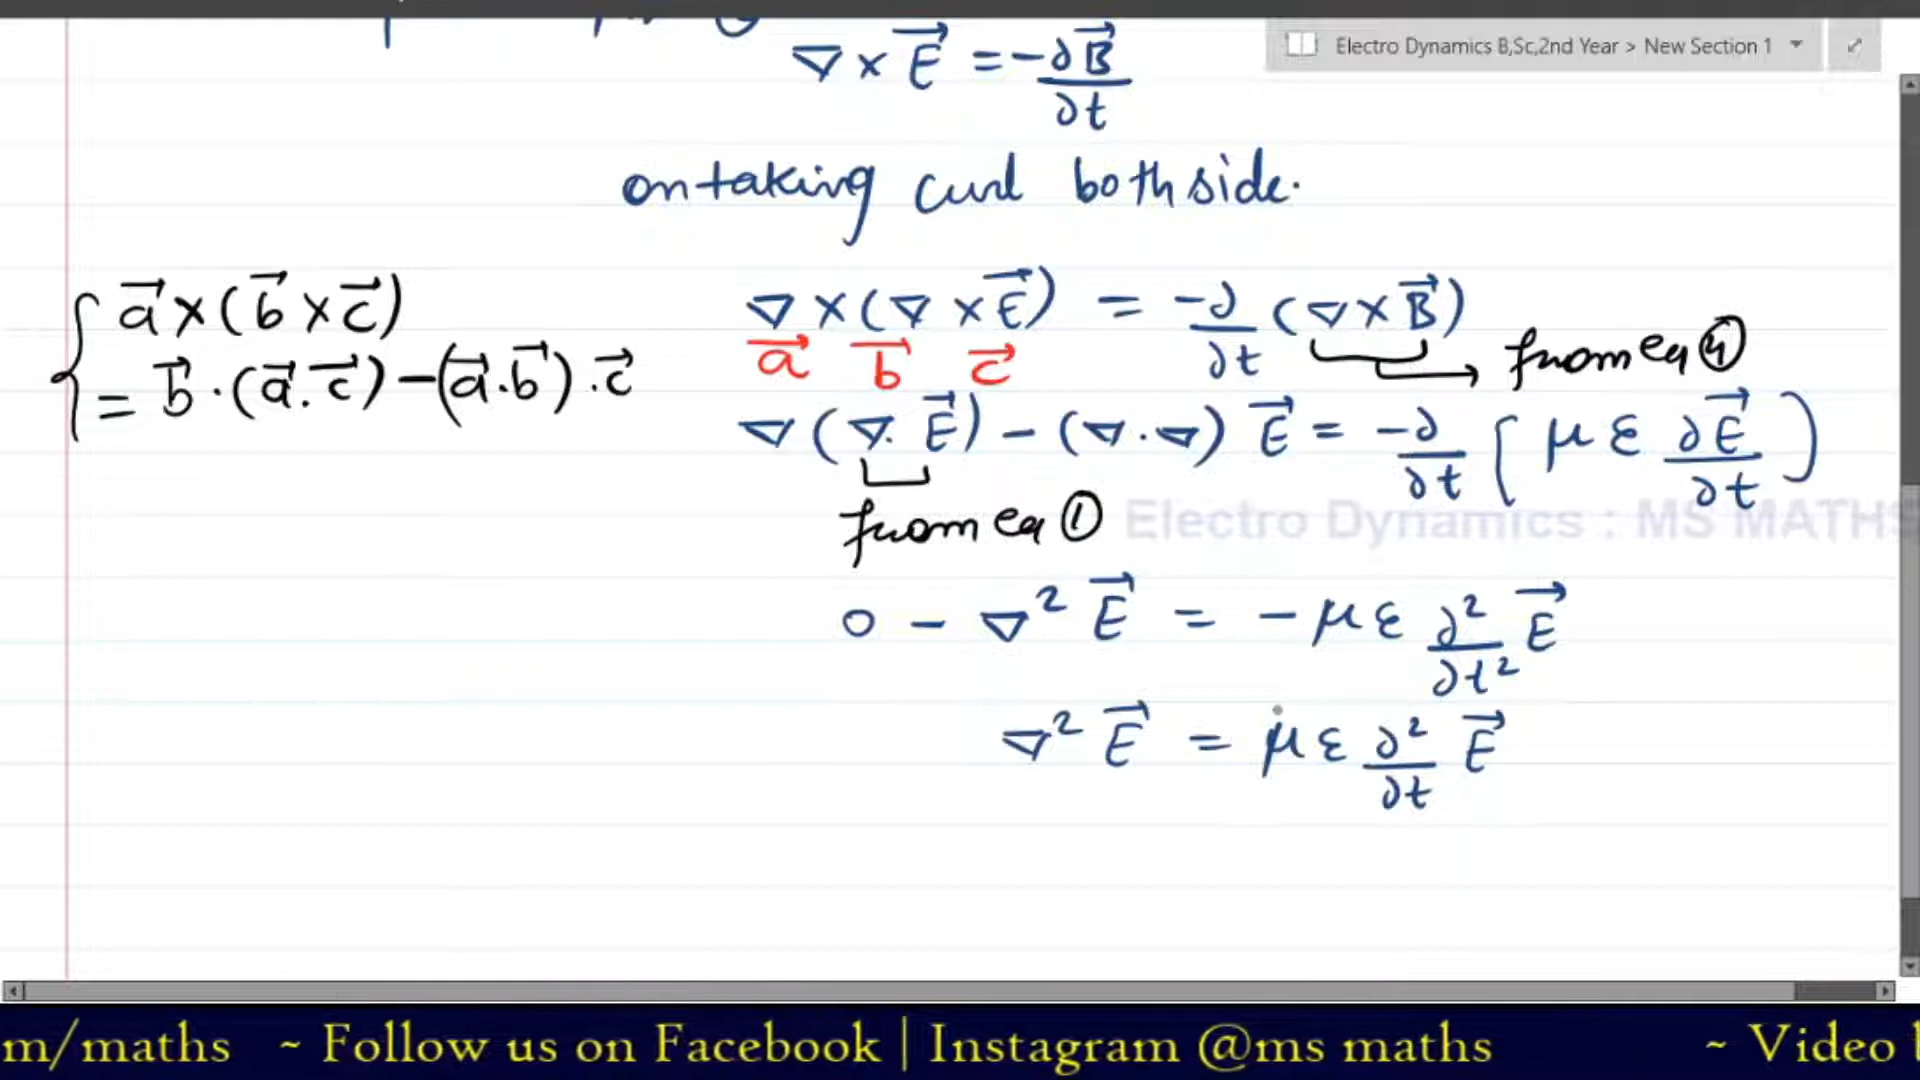 Electro Dynamics B,Sc,2nd Year > New Section 1
∇ × E⃗ = -∂B⃗/∂t
on taking curl both side.
a⃗ × (b⃗ × c⃗)
= b⃗ . (a⃗ . c⃗) - (a⃗ . b⃗) . c⃗
∇ × (∇ × E⃗) = -∂/∂t (∇ × B⃗)
a⃗ b⃗ c⃗
from eq ④
∇ (∇ . E⃗) - (∇ . ∇) E⃗ = -∂/∂t [ μ ε ∂E⃗/∂t )
from eq ①
Electro Dynamics : MS MATHS
0 - ∇² E⃗ = - μ ε ∂²/∂t² E⃗
∇² E⃗ = μ ε ∂²/∂t E⃗
m/maths ~ Follow us on Facebook | Instagram @ms maths ~ Video